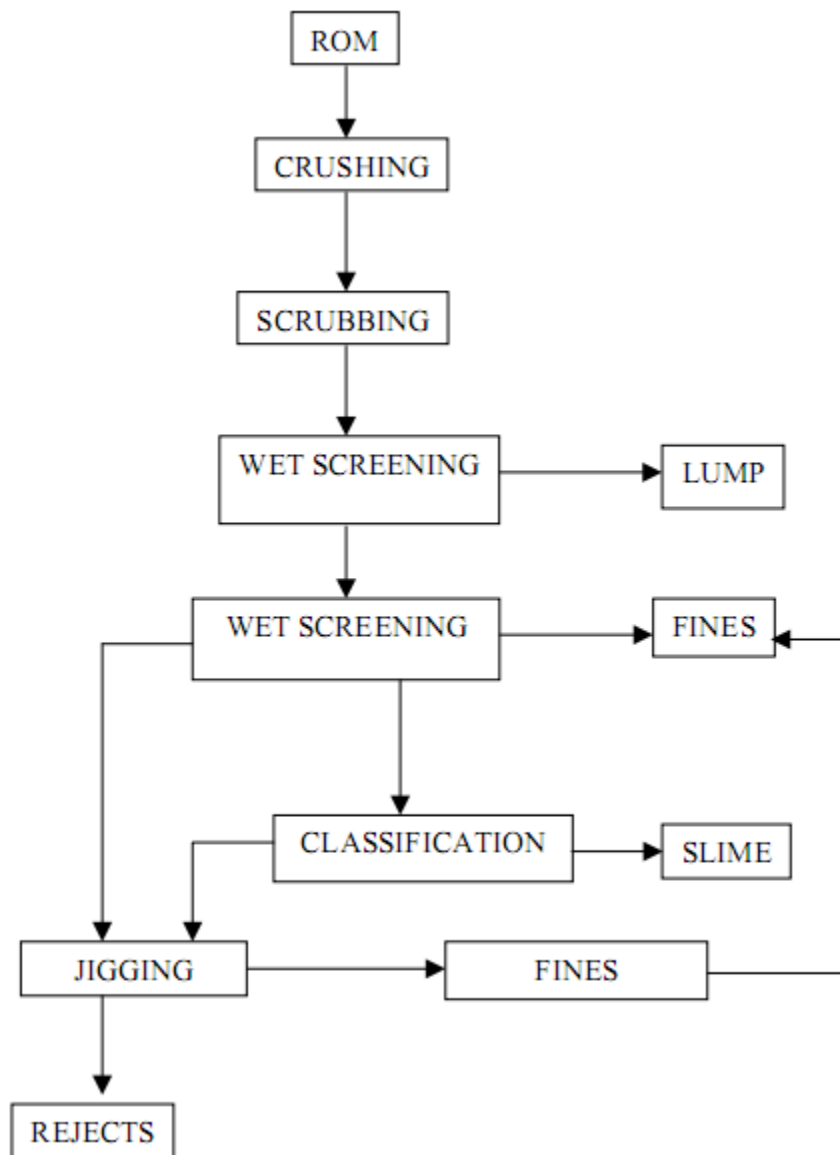 ROM
CRUSHING
SCRUBBING
WET SCREENING
LUMP
WET SCREENING
FINES
CLASSIFICATION
SLIME
JIGGING
FINES
REJECTS